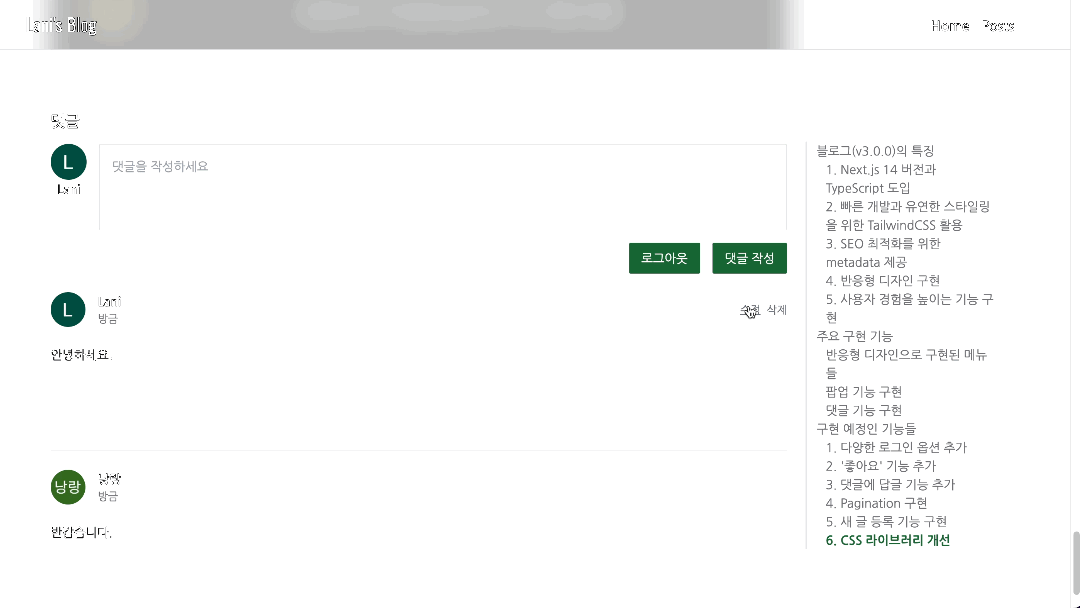 Lani's Blog
Home Posts
댓글
L
Lani
댓글을 작성하세요
로그아웃 댓글 작성
L
Lani
방금
수정 삭제
안녕하세요.
낭랑
낭랑
방금
반갑습니다.
블로그(v3.0.0)의 특징
1. Next.js 14 버전과
TypeScript 도입
2. 빠른 개발과 유연한 스타일링
을 위한 TailwindCSS 활용
3. SEO 최적화를 위한
metadata 제공
4. 반응형 디자인 구현
5. 사용자 경험을 높이는 기능 구
현
주요 구현 기능
반응형 디자인으로 구현된 메뉴
들
팝업 기능 구현
댓글 기능 구현
구현 예정인 기능들
1. 다양한 로그인 옵션 추가
2. '좋아요' 기능 추가
3. 댓글에 답글 기능 추가
4. Pagination 구현
5. 새 글 등록 기능 구현
6. CSS 라이브러리 개선